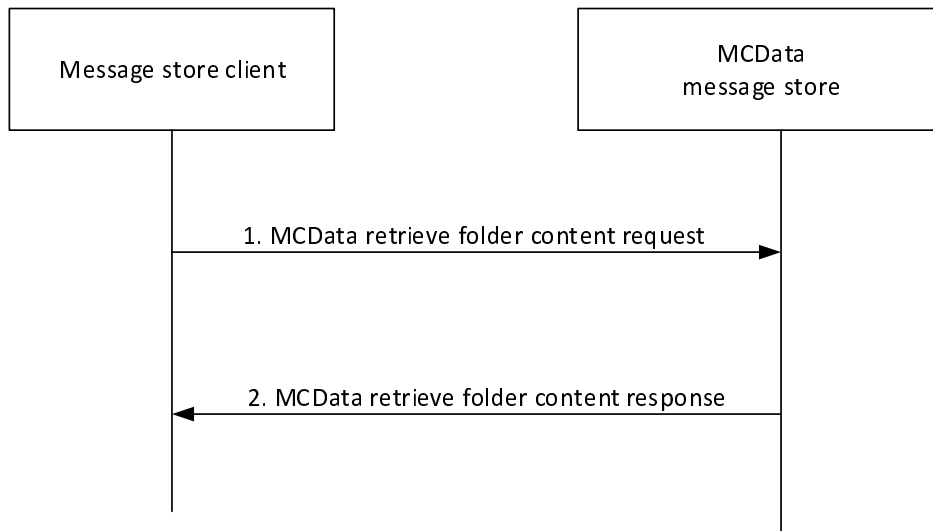 Message store client
MCData
message store
1. MCData retrieve folder content request
2. MCData retrieve folder content response